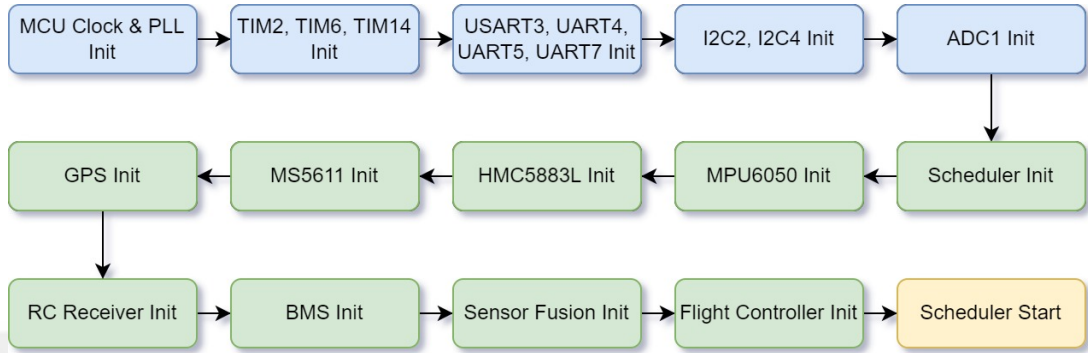 MCU Clock & PLL
Init
TIM2, TIM6, TIM14
Init
USART3, UART4,
UART5, UART7 Init
I2C2, I2C4 Init
ADC1 Init
GPS Init
MS5611 Init
HMC5883L Init
MPU6050 Init
Scheduler Init
RC Receiver Init
BMS Init
Sensor Fusion Init
Flight Controller Init
Scheduler Start